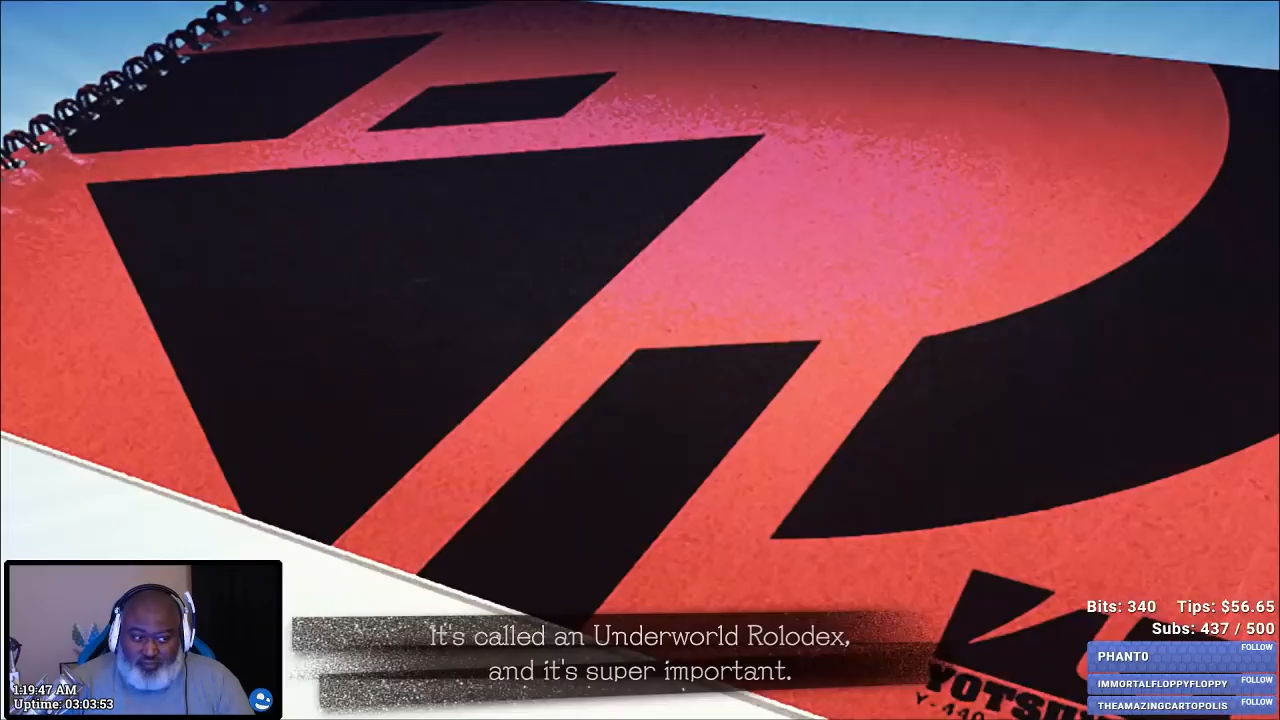 It's called an Underworld Rolodex,
and it's super important.
Bits: 340 Tips: $56.65
Subs: 437 / 500
FOLLOW
PHANT0
FOLLOW
IMMORTALFLOPPYFLOPPY
FOLLOW
THEAMAZINGCARTOPOLIS
1:19:47 AM
Uptime: 03:03:53
Y-440